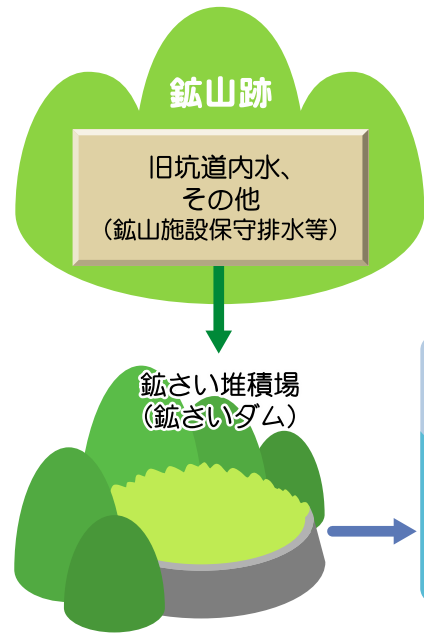 鉱山跡
旧坑道内水、
その他
（鉱山施設保守排水等）
鉱さい堆積場
（鉱さいダム）